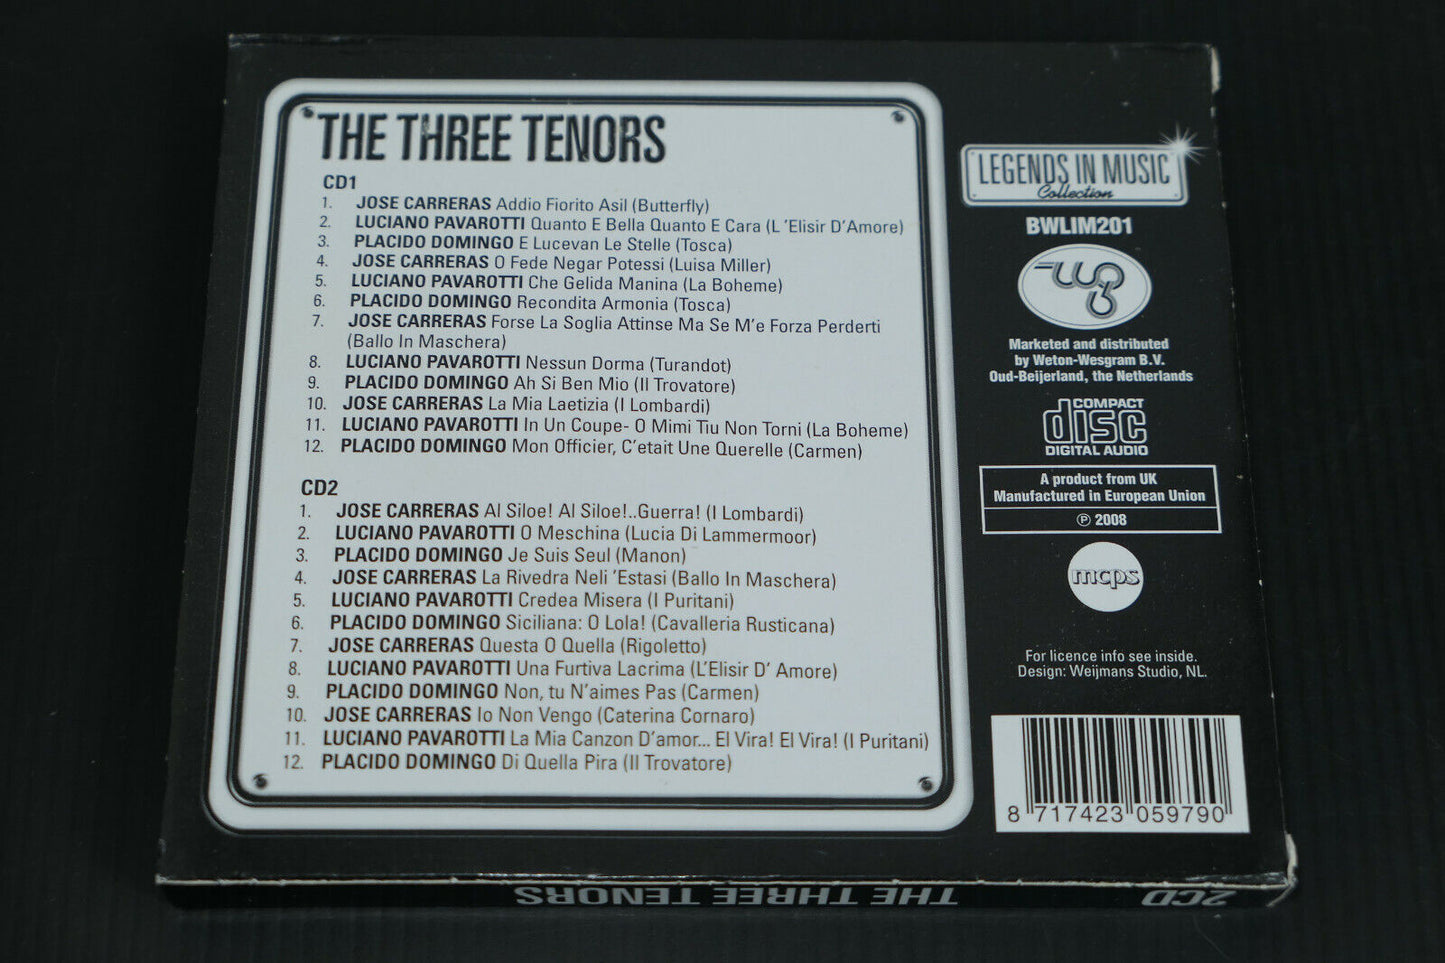 THE THREE TENORS
CD1
1. JOSE CARRERAS Addio Fiorito Asil (Butterfly)
2. LUCIANO PAVAROTTI Quanto E Bella Quanto E Cara (L 'Elisir D'Amore)
3. PLACIDO DOMINGO E Lucevan Le Stelle (Tosca)
4. JOSE CARRERAS O Fede Negar Potessi (Luisa Miller)
5. LUCIANO PAVAROTTI Che Gelida Manina (La Boheme)
6. PLACIDO DOMINGO Recondita Armonia (Tosca)
7. JOSE CARRERAS Forse La Soglia Attinse Ma Se M'e Forza Perderti
(Ballo In Maschera)
8. LUCIANO PAVAROTTI Nessun Dorma (Turandot)
9. PLACIDO DOMINGO Ah Si Ben Mio (Il Trovatore)
10. JOSE CARRERAS La Mia Laetizia (I Lombardi)
11. LUCIANO PAVAROTTI In Un Coupe- O Mimi Tiu Non Torni (La Boheme)
12. PLACIDO DOMINGO Mon Officier, C'etait Une Querelle (Carmen)
CD2
1. JOSE CARRERAS Al Siloe! Al Siloe!..Guerra! (I Lombardi)
2. LUCIANO PAVAROTTI O Meschina (Lucia Di Lammermoor)
3. PLACIDO DOMINGO Je Suis Seul (Manon)
4. JOSE CARRERAS La Rivedra Neli 'Estasi (Ballo In Maschera)
5. LUCIANO PAVAROTTI Credea Misera (I Puritani)
6. PLACIDO DOMINGO Siciliana: O Lola! (Cavalleria Rusticana)
7. JOSE CARRERAS Questa O Quella (Rigoletto)
8. LUCIANO PAVAROTTI Una Furtiva Lacrima (L'Elisir D' Amore)
9. PLACIDO DOMINGO Non, tu N'aimes Pas (Carmen)
10. JOSE CARRERAS Io Non Vengo (Caterina Cornaro)
11. LUCIANO PAVAROTTI La Mia Canzon D'amor... El Vira! El Vira! (I Puritani)
12. PLACIDO DOMINGO Di Quella Pira (Il Trovatore)
LEGENDS IN MUSIC
Collection
BWLIM201
Marketed and distributed
by Weton-Wesgram B.V.
Oud-Beijerland, the Netherlands
COMPACT
disc
DIGITAL AUDIO
A product from UK
Manufactured in European Union
℗ 2008
mcps
For licence info see inside.
Design: Weijmans Studio, NL.
8 717423 059790
2CD THE THREE TENORS